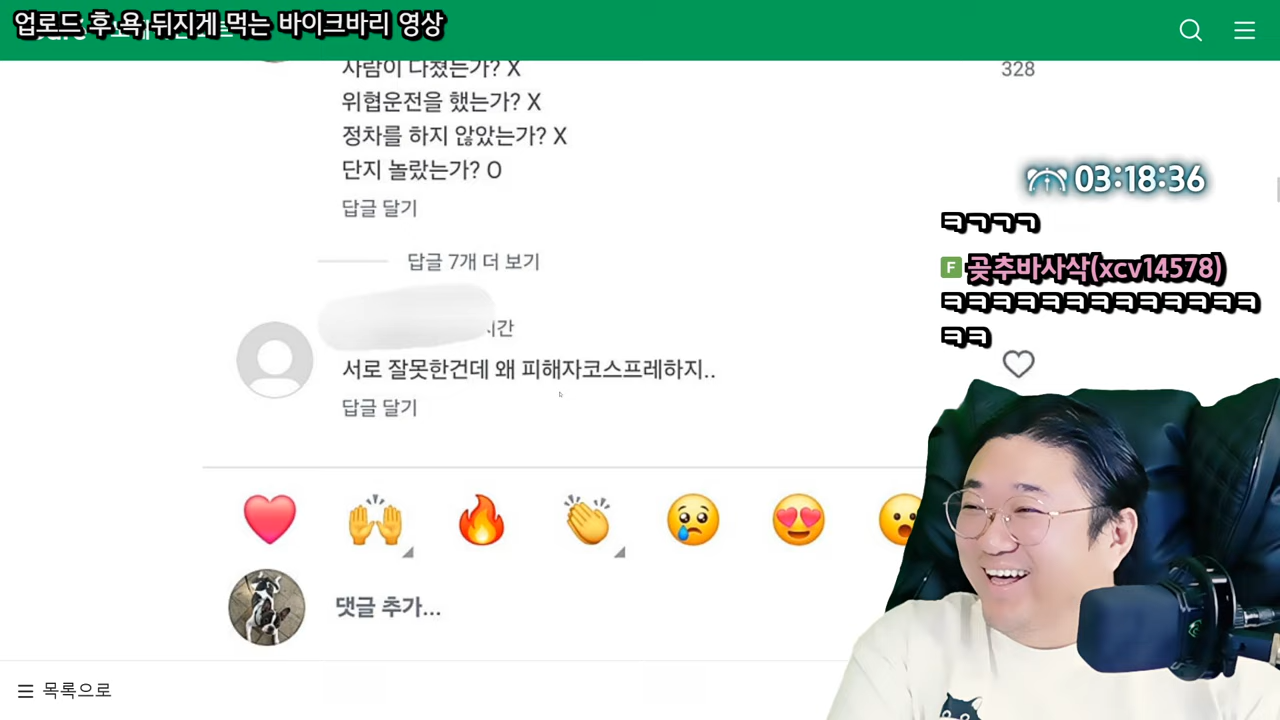 업로드 후 욕 뒤지게 먹는 바이크바리 영상
사람이 다쳤는가? X
328
위협운전을 했는가? X
정차를 하지 않았는가? X
단지 놀랐는가? O
답글 달기
03:18:36
ㅋㄱㄱㄱ
답글 7개 더 보기
F 곶추바사삭(xcv14578)
ㅋㅋㅋㅋㅋㅋㅋㅋㅋㅋㅋㅋㅋ
ㅋㅋ
시간
서로 잘못한건데 왜 피해자코스프레하지..
답글 달기
댓글 추가...
목록으로